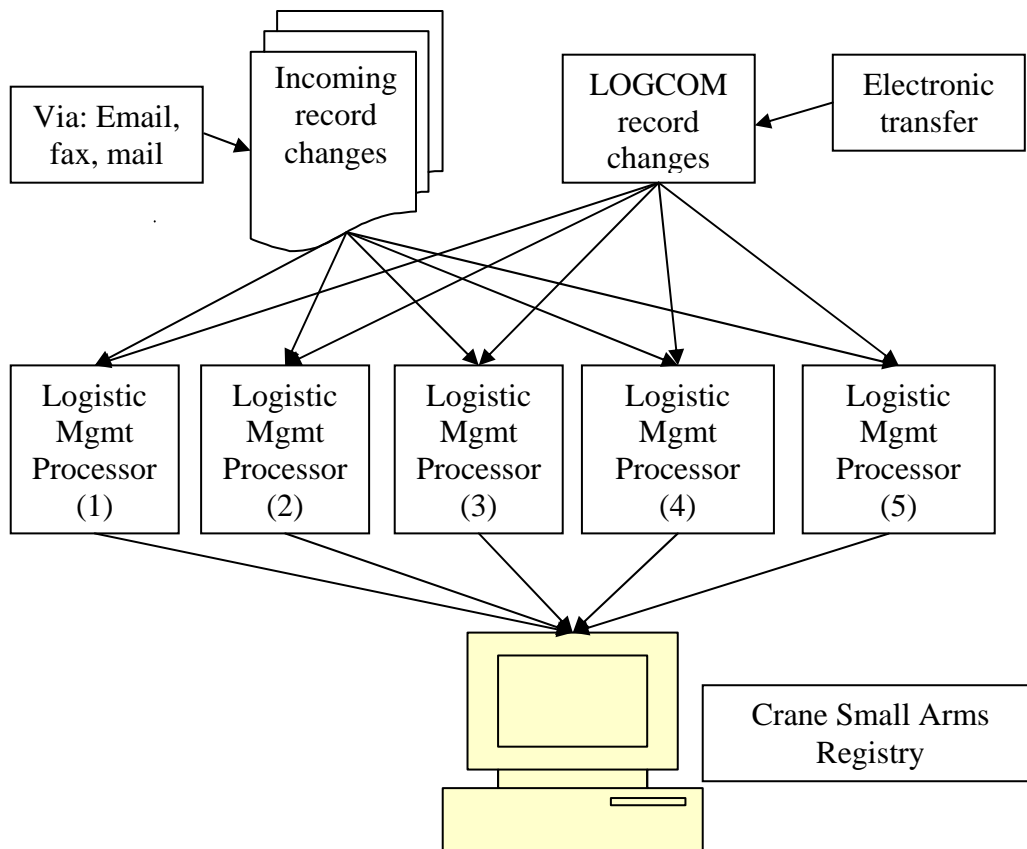 Via: Email,
fax, mail
Incoming
record
changes
LOGCOM
record
changes
Electronic
transfer
Logistic
Mgmt
Processor
(1)
Logistic
Mgmt
Processor
(2)
Logistic
Mgmt
Processor
(3)
Logistic
Mgmt
Processor
(4)
Logistic
Mgmt
Processor
(5)
Crane Small Arms
Registry